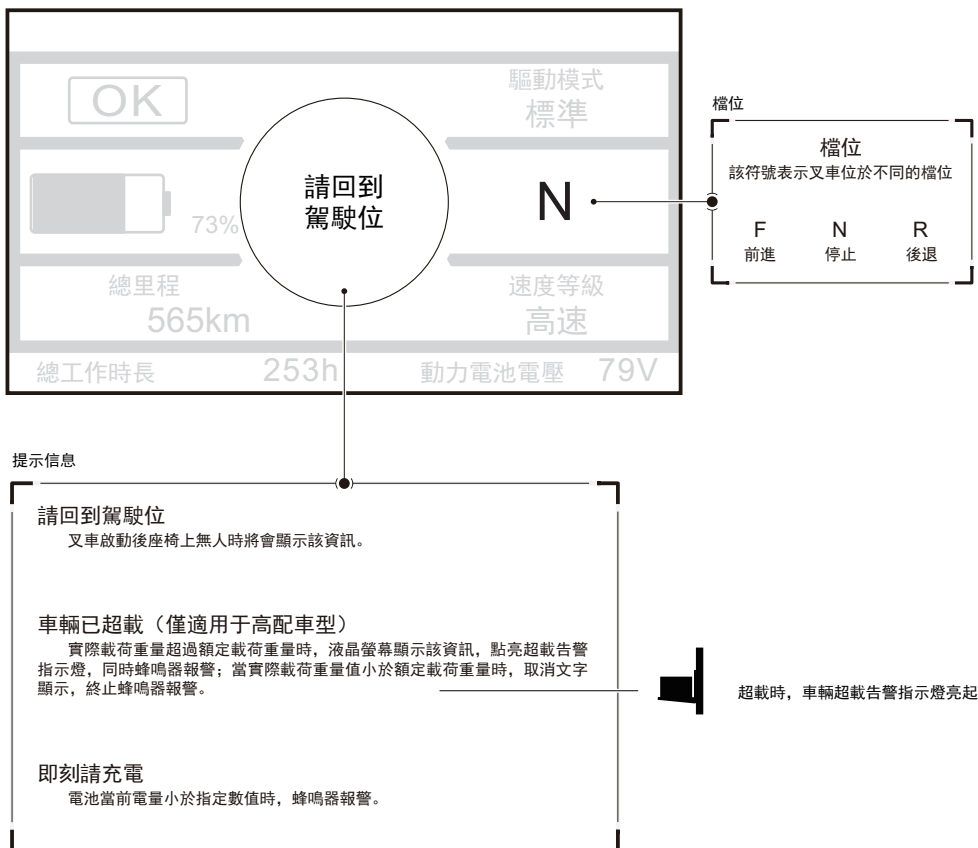 OK
驅動模式
標準
73%
請回到
駕駛位
N
總里程
565km
速度等級
高速
總工作時長 253h 動力電池電壓 79V
檔位
檔位
該符號表示叉車位於不同的檔位
F N R
前進 停止 後退
提示信息
請回到駕駛位
叉車啟動後座椅上無人時將會顯示該資訊。
車輛已超載（僅適用于高配車型）
實際載荷重量超過額定載荷重量時，液晶螢幕顯示該資訊，點亮超載告警
指示燈，同時蜂鳴器報警；當實際載荷重量值小於額定載荷重量時，取消文字
顯示，終止蜂鳴器報警。
超載時，車輛超載告警指示燈亮起
即刻請充電
電池當前電量小於指定數值時，蜂鳴器報警。